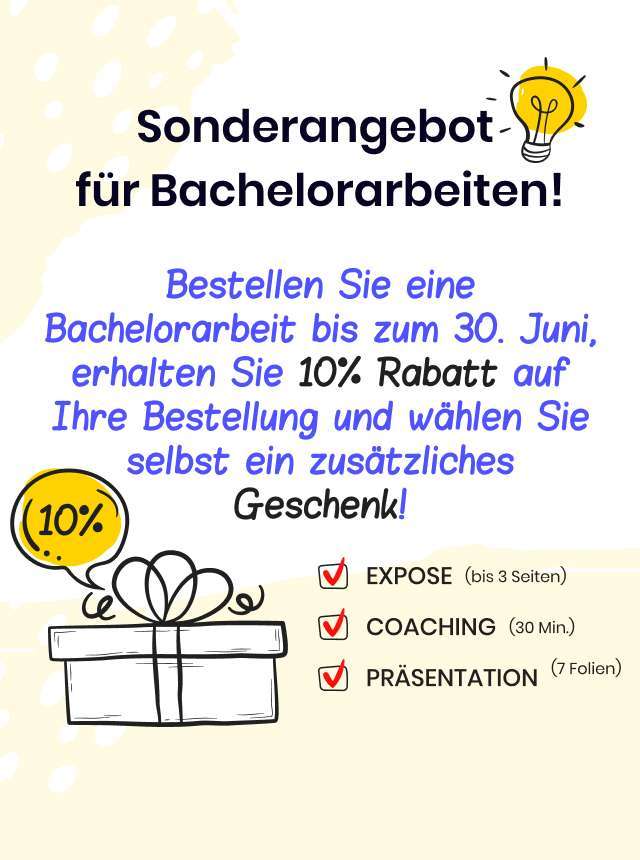 Sonderangebot
für Bachelorarbeiten!
Bestellen Sie eine
Bachelorarbeit bis zum 30. Juni,
erhalten Sie 10% Rabatt auf
Ihre Bestellung und wählen Sie
selbst ein zusätzliches
Geschenk!
10%
EXPOSE (bis 3 Seiten)
COACHING (30 Min.)
PRÄSENTATION (7 Folien)